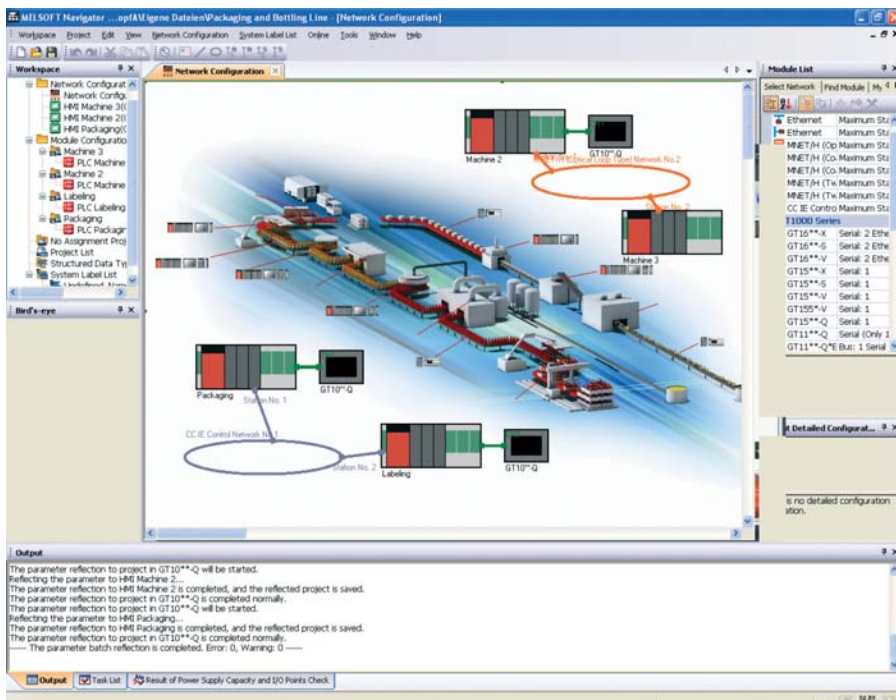 MELSOFT Navigator ...opfA\Eigene Dateien\Packaging and Bottling Line - [Network Configuration]
Workspace Project Edit View Network Configuration System Label List Online Tools Window Help
Workspace
Network Configurat
Network Configu
HMI Machine 3(G
HMI Machine 2(G
HMI Packaging(G
Module Configuratio
Machine 3
PLC Machine
Machine 2
PLC Machine
Labeling
PLC Labeling
Packaging
PLC Packagin
No Assignment Proj
Project List
Structured Data Typ
System Label List
Undefined
Bird's-eye
Network Configuration
Machine 2
GT10**-Q
(Optical Loop Type) Network No.2
Station No. 2
Machine 3
Packaging
GT10**-Q
Station No. 1
CC IE Control Network No.1
Station No. 2
Labeling
GT10**-Q
Module List
Select Network Find Module My
Ethernet Maximum Sta
Ethernet Maximum Sta
MNET/H (Op Maximum Sta
MNET/H (Co. Maximum Sta
MNET/H (Co. Maximum Sta
MNET/H (Tw Maximum Sta
MNET/H (Tw Maximum Sta
CC IE Contro Maximum Sta
T1000 Series
GT16**-X Serial: 2 Ethe
GT16**-S Serial: 2 Ethe
GT16**-V Serial: 2 Ethe
GT15**-X Serial: 1
GT15**-S Serial: 1
GT15**-V Serial: 1
GT155*-V Serial: 1
GT15**-Q Serial: 1
GT11**-Q Serial (Only 1
GT11**-Q*E Bus: 1 Serial
t Detailed Configurat...
is no detailed configuration
ation.
Output
The parameter reflection to project in GT10**-Q will be started.
Reflecting the parameter to HMI Machine 2...
The parameter reflection to HMI Machine 2 is completed, and the reflected project is saved.
The parameter reflection to project in GT10**-Q is completed normally.
The parameter reflection to project in GT10**-Q will be started.
Reflecting the parameter to HMI Packaging...
The parameter reflection to HMI Packaging is completed, and the reflected project is saved.
The parameter reflection to project in GT10**-Q is completed normally.
------ The parameter batch reflection is completed. Error: 0, Warning: 0 ------
Output Task List Result of Power Supply Capacity and I/O Points Check